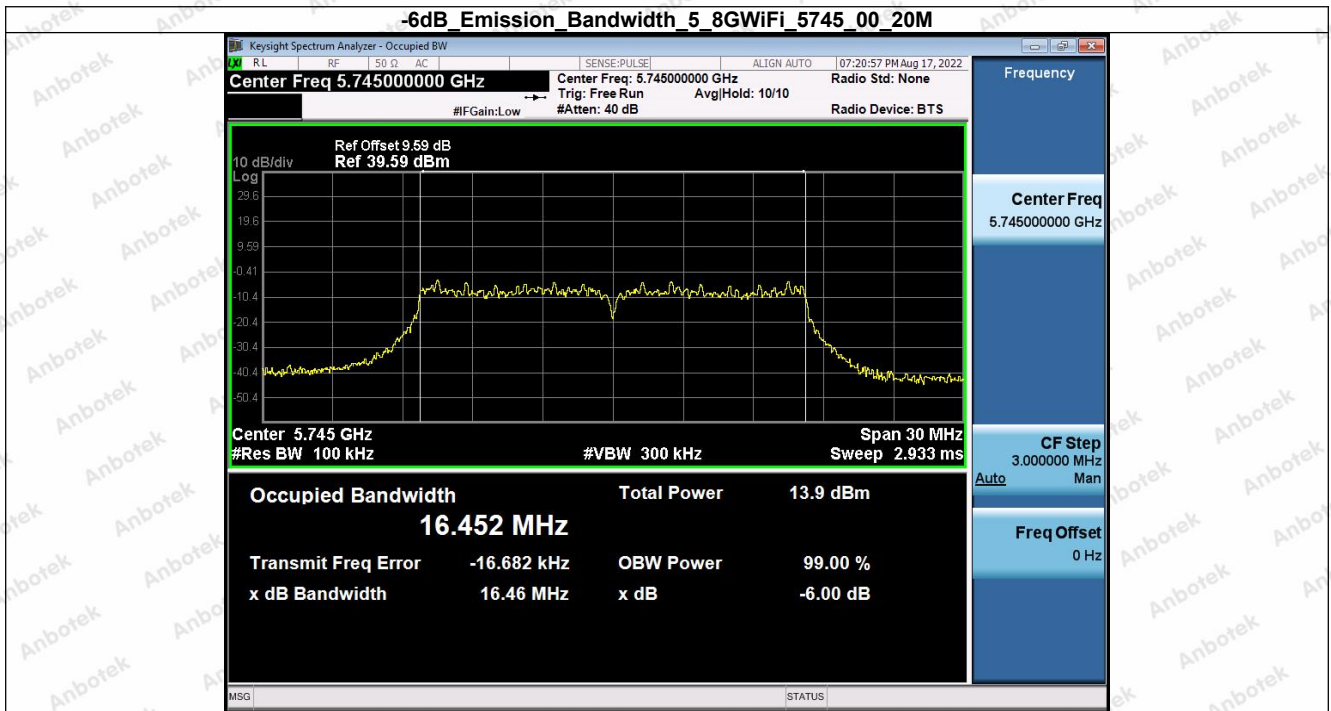 -6dB_Emission_Bandwidth_5_8GWiFi_5745_00_20M
Keysight Spectrum Analyzer - Occupied BW
LXI RL RF 50 Ω AC SENSE:PULSE ALIGN AUTO 07:20:57 PM Aug 17, 2022
Center Freq 5.745000000 GHz Center Freq: 5.745000000 GHz Radio Std: None
Trig: Free Run Avg|Hold: 10/10
#IFGain:Low #Atten: 40 dB Radio Device: BTS
Ref Offset 9.59 dB
10 dB/div Ref 39.59 dBm
Log
29.6
19.6
9.59
-0.41
-10.4
-20.4
-30.4
-40.4
-50.4
Center 5.745 GHz Span 30 MHz
#Res BW 100 kHz #VBW 300 kHz Sweep 2.933 ms
Occupied Bandwidth Total Power 13.9 dBm
16.452 MHz
Transmit Freq Error -16.682 kHz OBW Power 99.00 %
x dB Bandwidth 16.46 MHz x dB -6.00 dB
MSG STATUS
Frequency
Center Freq
5.745000000 GHz
CF Step
3.000000 MHz
Auto Man
Freq Offset
0 Hz
Anbotek